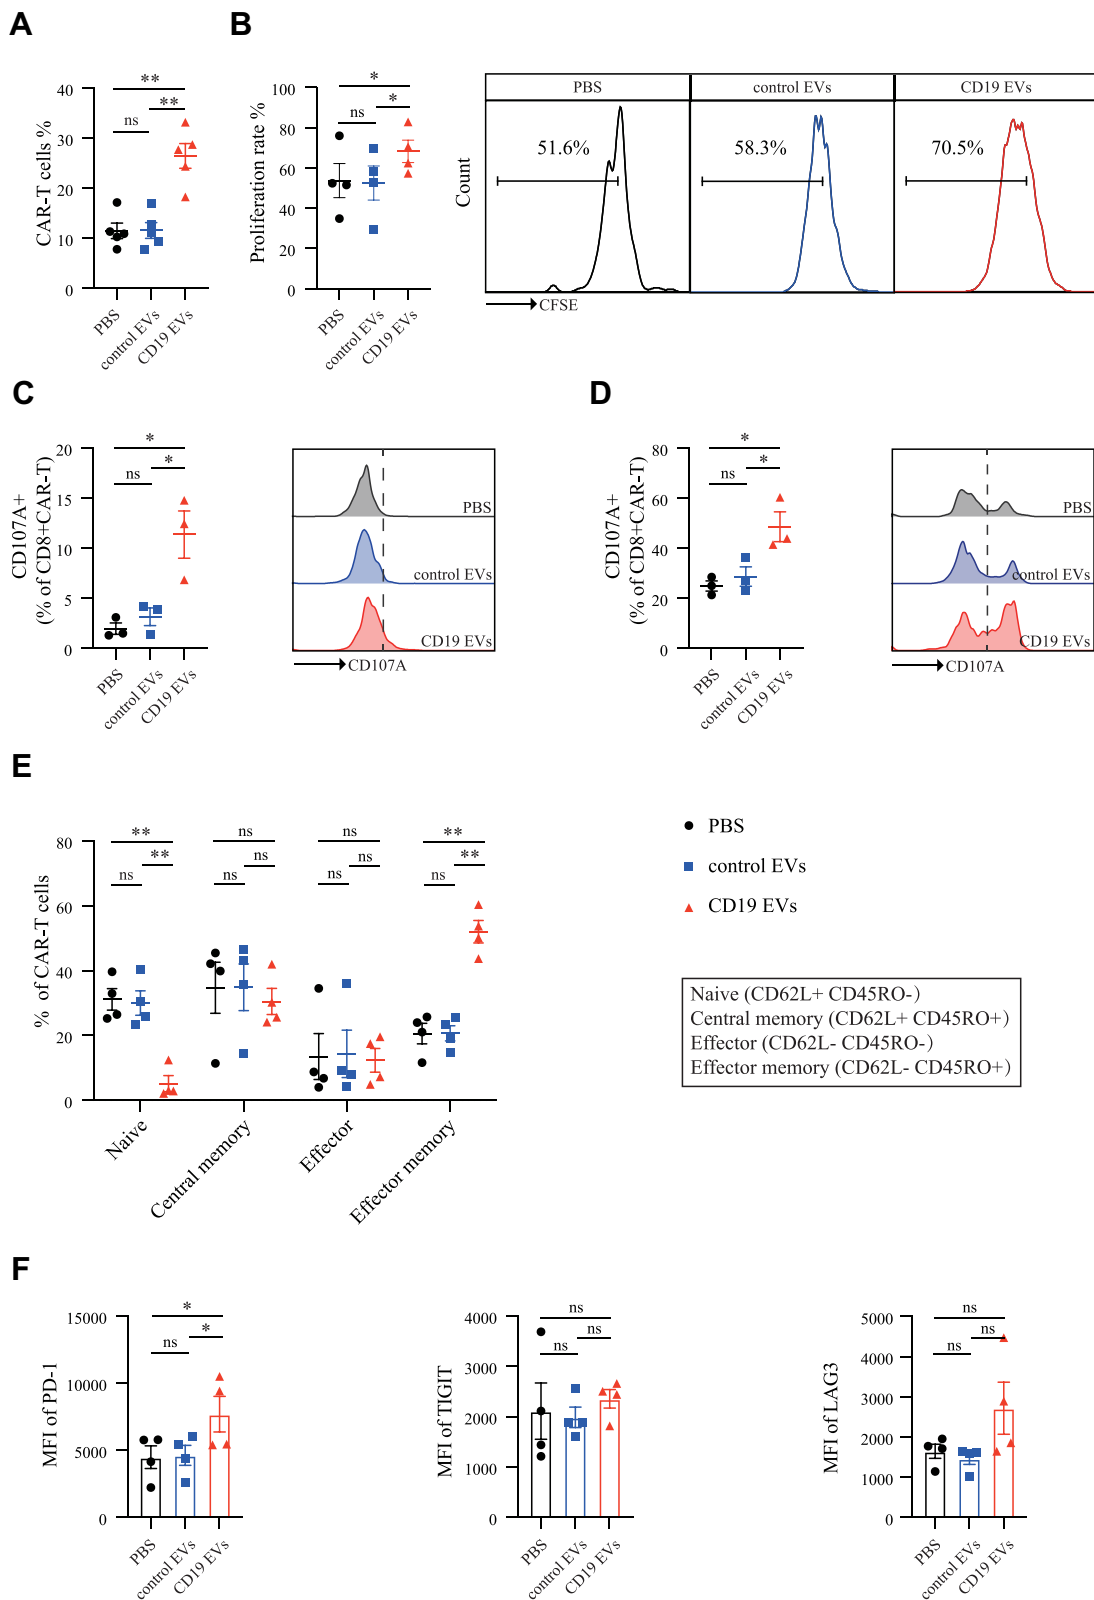 A
B
CAR-T cells %
40
30
20
10
0
**
**
ns
PBS
control EVs
CD19 EVs
Proliferation rate %
100
80
60
40
20
0
*
*
ns
PBS
control EVs
CD19 EVs
PBS
control EVs
CD19 EVs
Count
51.6%
58.3%
70.5%
CFSE
C
D
CD107A+
(% of CD8+CAR-T)
20
15
10
5
0
*
*
ns
PBS
control EVs
CD19 EVs
PBS
control EVs
CD19 EVs
CD107A
CD107A+
(% of CD8+CAR-T)
80
60
40
20
0
*
*
ns
PBS
control EVs
CD19 EVs
PBS
control EVs
CD19 EVs
CD107A
E
% of CAR-T cells
80
60
40
20
0
**
**
ns
ns
ns
ns
ns
ns
ns
**
**
ns
Naive
Central memory
Effector
Effector memory
PBS
control EVs
CD19 EVs
Naive (CD62L+ CD45RO-)
Central memory (CD62L+ CD45RO+)
Effector (CD62L- CD45RO-)
Effector memory (CD62L- CD45RO+)
F
MFI of PD-1
15000
10000
5000
0
*
*
ns
PBS
control EVs
CD19 EVs
MFI of TIGIT
4000
3000
2000
1000
0
ns
ns
ns
PBS
control EVs
CD19 EVs
MFI of LAG3
5000
4000
3000
2000
1000
0
ns
ns
ns
PBS
control EVs
CD19 EVs